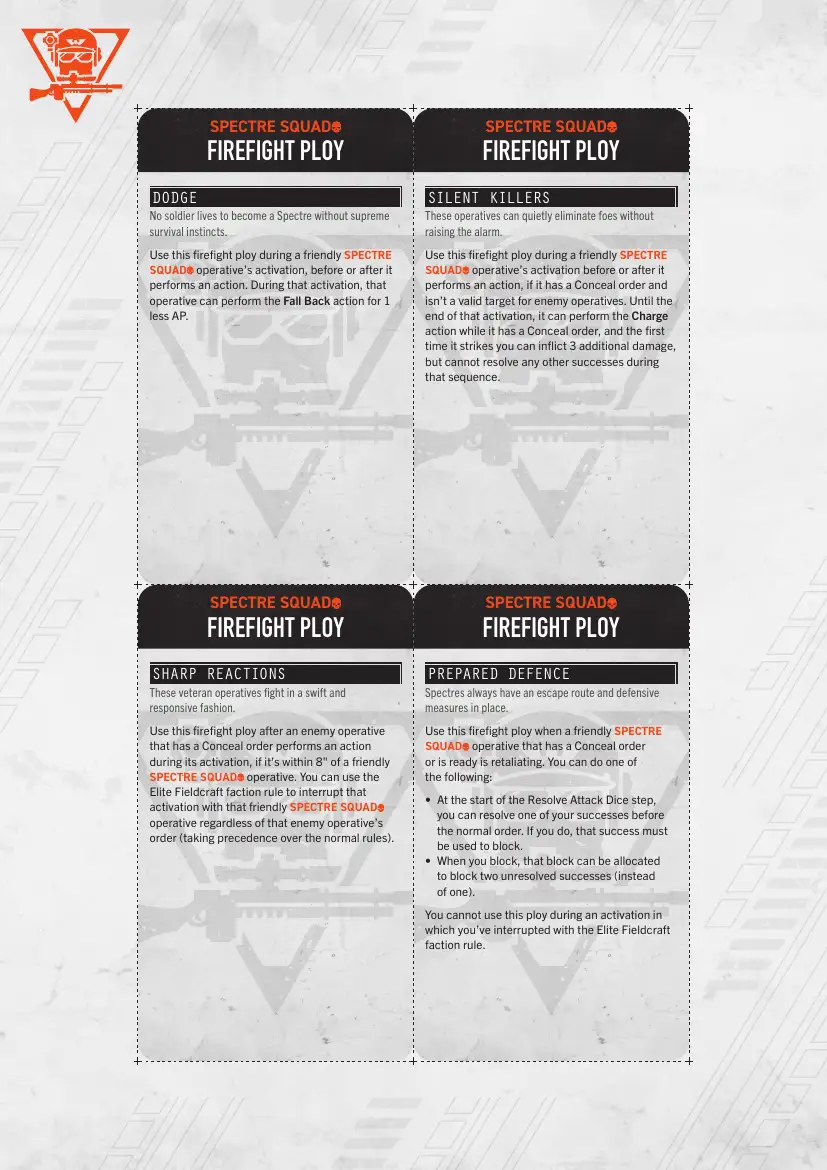 SPECTRE SQUAD
FIREFIGHT PLOY
DODGE
No soldier lives to become a Spectre without supreme
survival instincts.
Use this firefight ploy during a friendly SPECTRE
SQUAD operative’s activation, before or after it
performs an action. During that activation, that
operative can perform the Fall Back action for 1
less AP.
SPECTRE SQUAD
FIREFIGHT PLOY
SILENT KILLERS
These operatives can quietly eliminate foes without
raising the alarm.
Use this firefight ploy during a friendly SPECTRE
SQUAD operative’s activation before or after it
performs an action, if it has a Conceal order and
isn’t a valid target for enemy operatives. Until the
end of that activation, it can perform the Charge
action while it has a Conceal order, and the first
time it strikes you can inflict 3 additional damage,
but cannot resolve any other successes during
that sequence.
SPECTRE SQUAD
FIREFIGHT PLOY
SHARP REACTIONS
These veteran operatives fight in a swift and
responsive fashion.
Use this firefight ploy after an enemy operative
that has a Conceal order performs an action
during its activation, if it’s within 8" of a friendly
SPECTRE SQUAD operative. You can use the
Elite Fieldcraft faction rule to interrupt that
activation with that friendly SPECTRE SQUAD
operative regardless of that enemy operative’s
order (taking precedence over the normal rules).
SPECTRE SQUAD
FIREFIGHT PLOY
PREPARED DEFENCE
Spectres always have an escape route and defensive
measures in place.
Use this firefight ploy when a friendly SPECTRE
SQUAD operative that has a Conceal order
or is ready is retaliating. You can do one of
the following:
• At the start of the Resolve Attack Dice step,
you can resolve one of your successes before
the normal order. If you do, that success must
be used to block.
• When you block, that block can be allocated
to block two unresolved successes (instead
of one).
You cannot use this ploy during an activation in
which you’ve interrupted with the Elite Fieldcraft
faction rule.